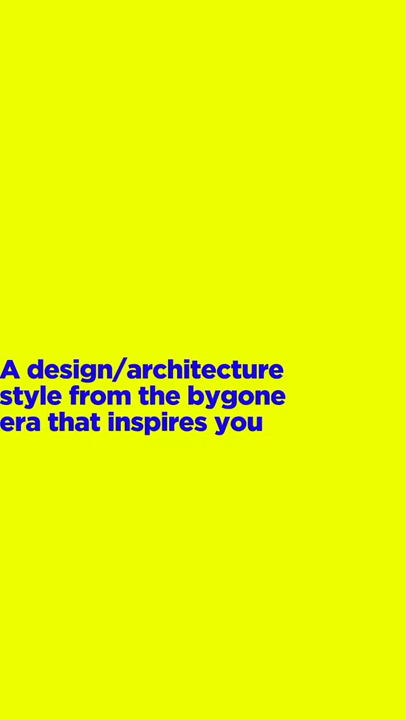 A design/architecture
style from the bygone
era that inspires you